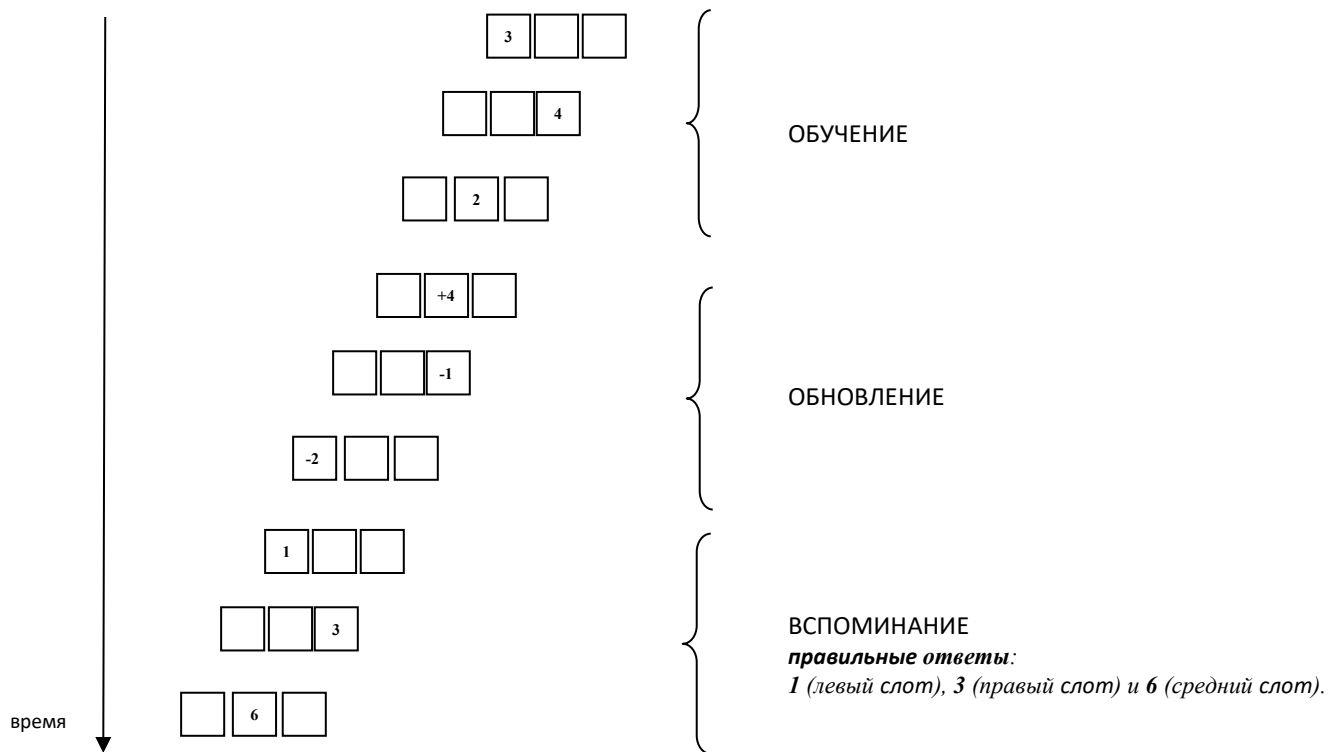 3
4
ОБУЧЕНИЕ
2
+4
-1
ОБНОВЛЕНИЕ
-2
1
3
ВСПОМИНАНИЕ
правильные ответы:
1 (левый слот), 3 (правый слот) и 6 (средний слот).
6
время